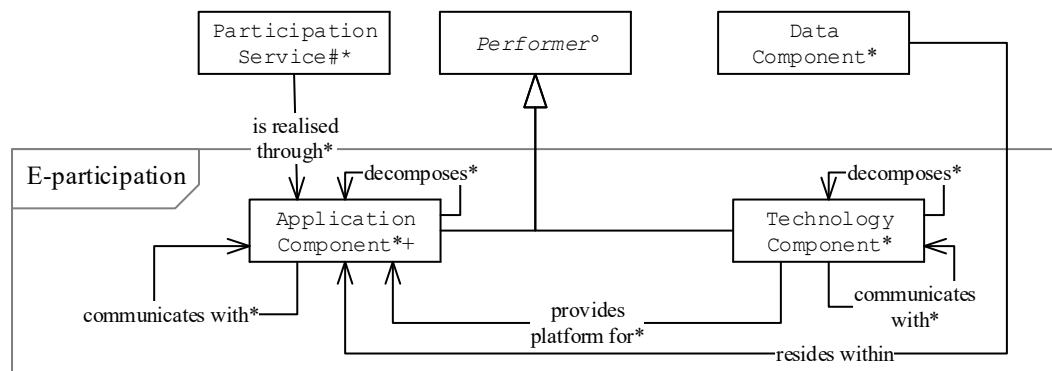 Participation
Service#*
Performer°
Data
Component*
is realised
through*
E-participation
decomposes*
decomposes*
Application
Component*+
Technology
Component*
communicates with*
provides
platform for*
communicates
with*
resides within